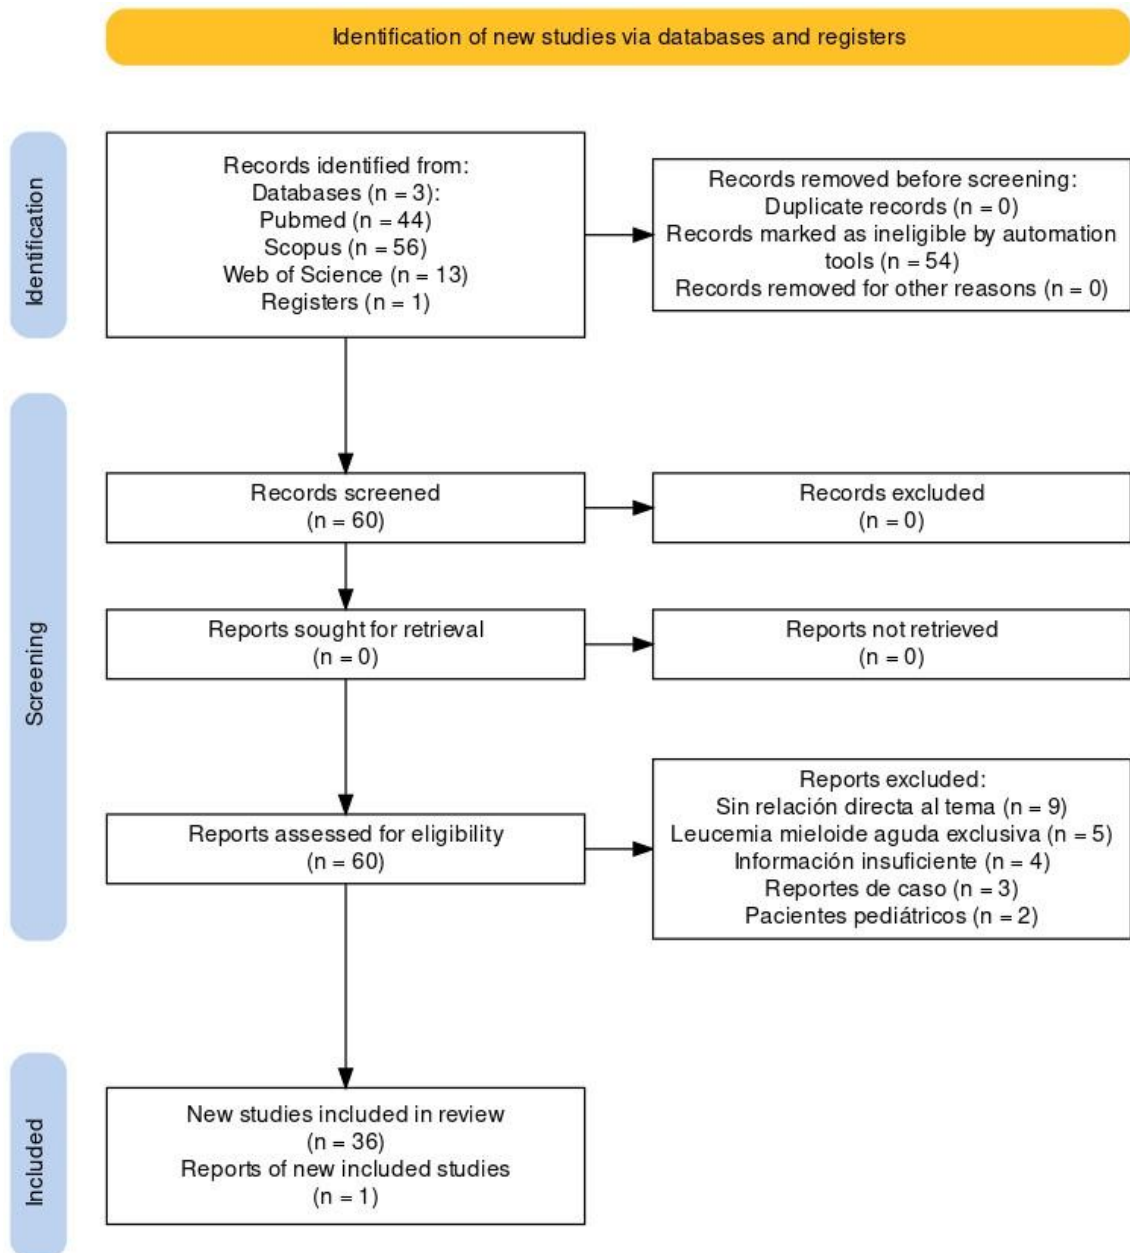 Identification of new studies via databases and registers
Identification
Records identified from:
Databases (n = 3):
Pubmed (n = 44)
Scopus (n = 56)
Web of Science (n = 13)
Registers (n = 1)
Records removed before screening:
Duplicate records (n = 0)
Records marked as ineligible by automation
tools (n = 54)
Records removed for other reasons (n = 0)
Screening
Records screened
(n = 60)
Records excluded
(n = 0)
Reports sought for retrieval
(n = 0)
Reports not retrieved
(n = 0)
Reports assessed for eligibility
(n = 60)
Reports excluded:
Sin relación directa al tema (n = 9)
Leucemia mieloide aguda exclusiva (n = 5)
Información insuficiente (n = 4)
Reportes de caso (n = 3)
Pacientes pediátricos (n = 2)
Included
New studies included in review
(n = 36)
Reports of new included studies
(n = 1)